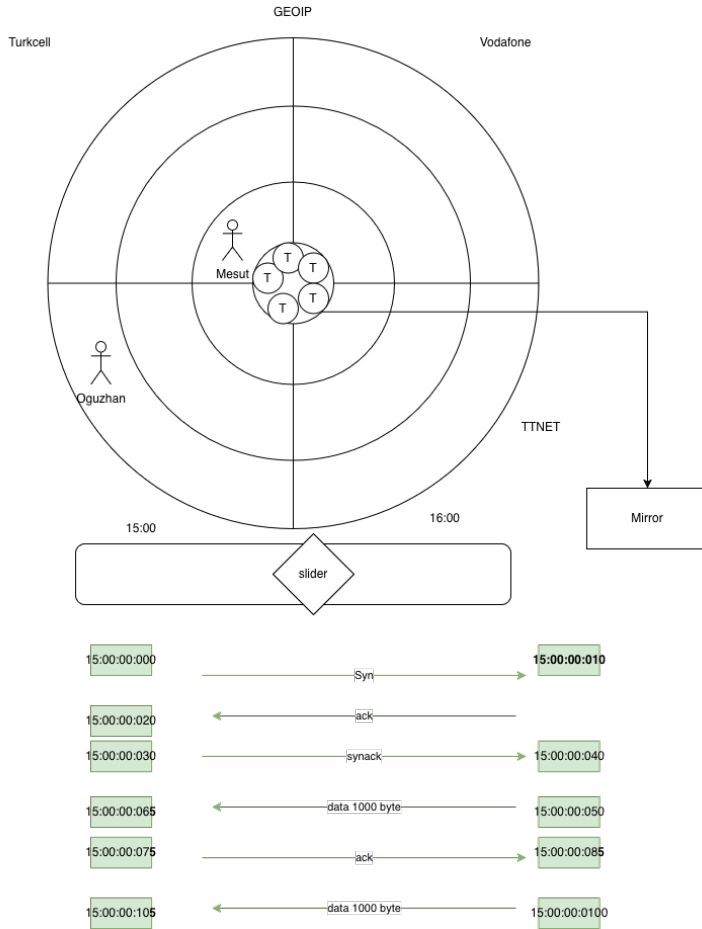 GEOIP
Turkcell
Vodafone
T
T
T
T
T
Mesut
Oguzhan
TTNET
Mirror
15:00
16:00
slider
15:00:00:000
Syn
15:00:00:010
15:00:00:020
ack
15:00:00:030
synack
15:00:00:040
15:00:00:065
data 1000 byte
15:00:00:050
15:00:00:075
ack
15:00:00:085
15:00:00:105
data 1000 byte
15:00:00:0100